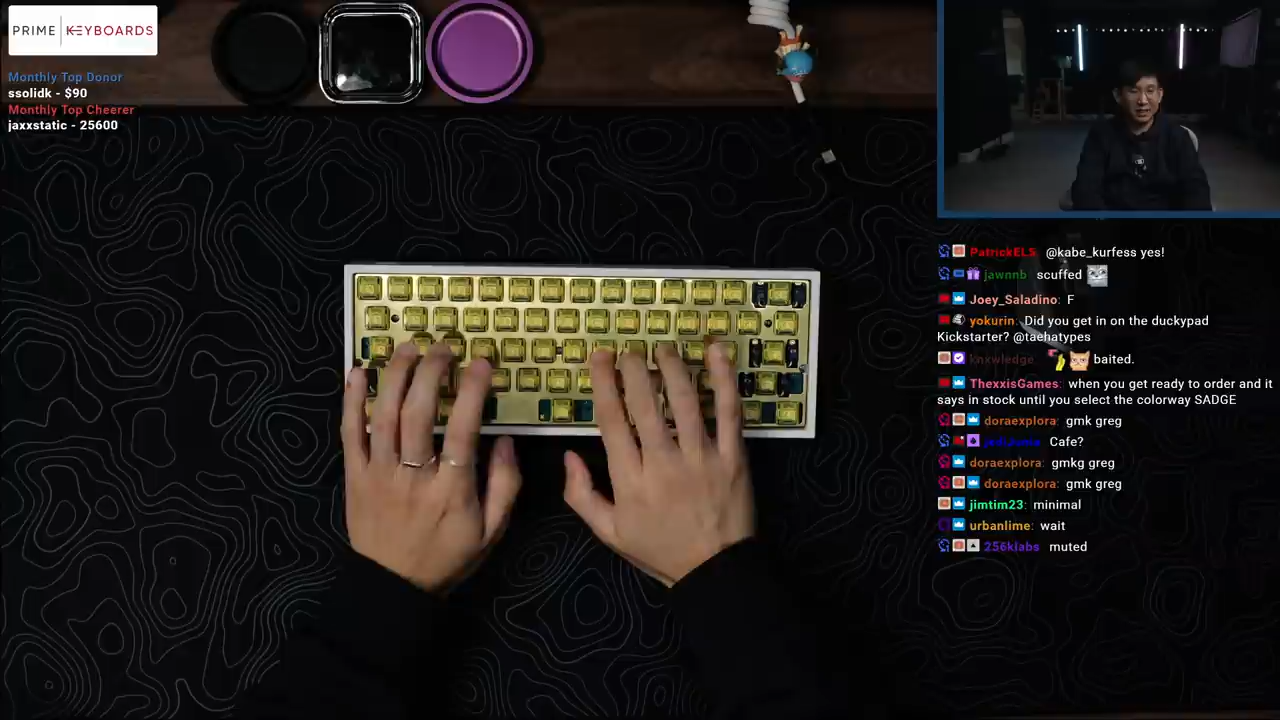 PRIME KEYBOARDS
Monthly Top Donor
ssolidk - $90
Monthly Top Cheerer
jaxxstatic - 25600
PatrickELS @kabe_kurfess yes!
jawnnb scuffed
Joey_Saladino: F
yokurin: Did you get in on the duckypad
Kickstarter? @taehatypes
knxwledge baited.
ThexxisGames: when you get ready to order and it
says in stock until you select the colorway SADGE
doraexplora: gmk greg
Cafe?
doraexplora: gmkg greg
doraexplora: gmk greg
jimtim23: minimal
urbanlime: wait
256klabs muted